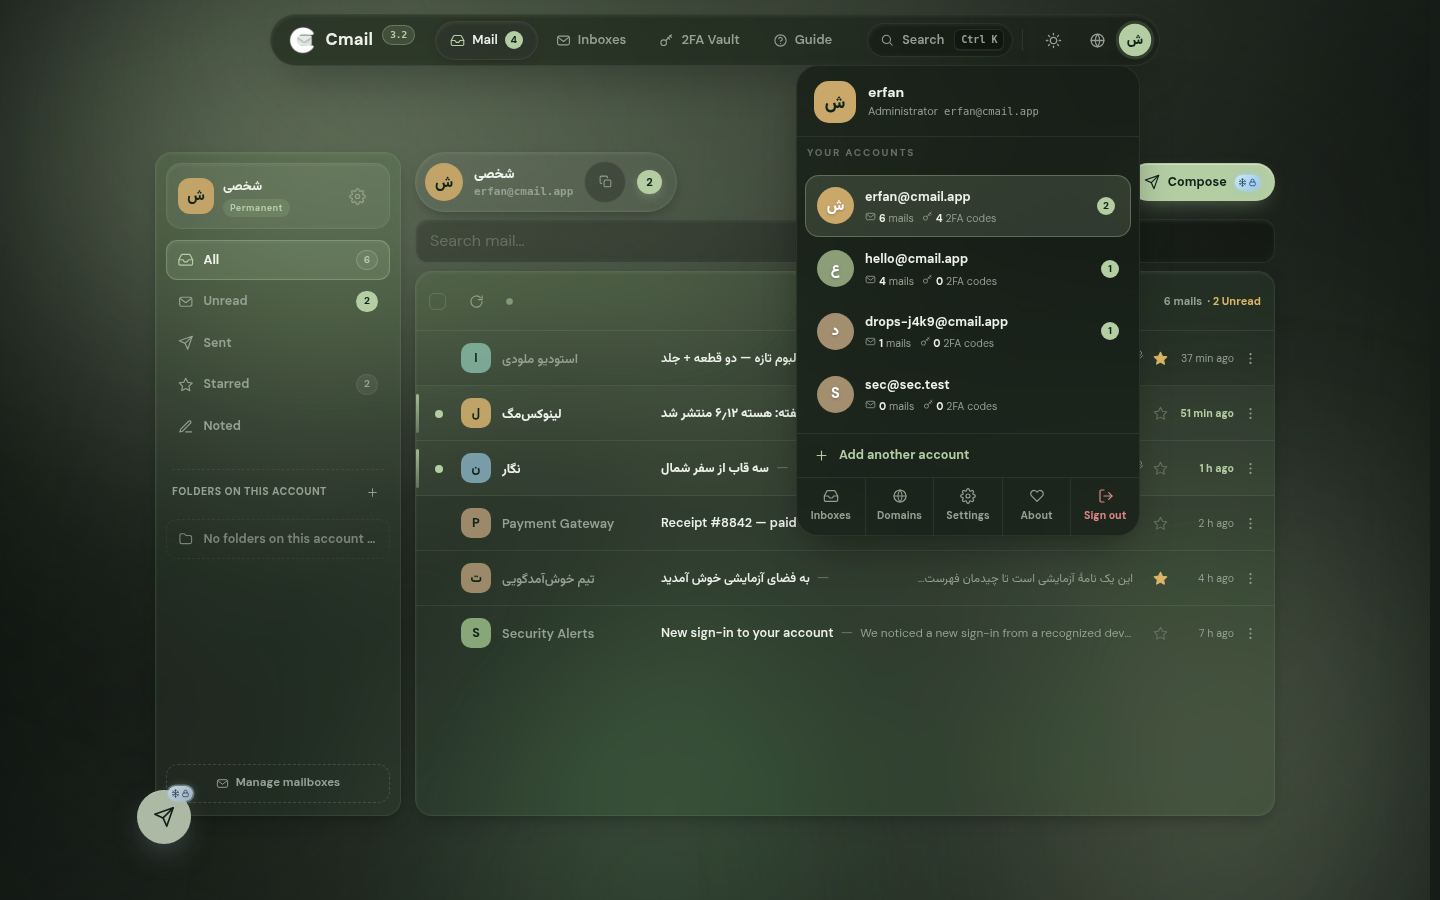 Cmail 3.2 Mail 4 Inboxes 2FA Vault Guide Search Ctrl K ش
ش erfan
Administrator erfan@cmail.app
YOUR ACCOUNTS
ش erfan@cmail.app 2
6 mails 4 2FA codes
ع hello@cmail.app 1
4 mails 0 2FA codes
د drops-j4k9@cmail.app 1
1 mails 0 2FA codes
S sec@sec.test
0 mails 0 2FA codes
Add another account
Inboxes Domains Settings About Sign out
ش شخصی
Permanent
All 6
Unread 2
Sent
Starred 2
Noted
FOLDERS ON THIS ACCOUNT
No folders on this account ...
Manage mailboxes
ش شخصی
erfan@cmail.app 2
Compose
Search mail...
6 mails · 2 Unread
ا استودیو ملودی لبوم تازه — دو قطعه + جلد 37 min ago
ل لینوکس‌مگ فته: هسته ۶٫۱۲ منتشر شد 51 min ago
ن نگار سه قاب از سفر شمال — 1 h ago
P Payment Gateway Receipt #8842 — paid 2 h ago
ت تیم خوش‌آمدگویی به فضای آزمایشی خوش آمدید — این یک نامهٔ آزمایشی است تا چیدمان فهرست... 4 h ago
S Security Alerts New sign-in to your account — We noticed a new sign-in from a recognized dev... 7 h ago